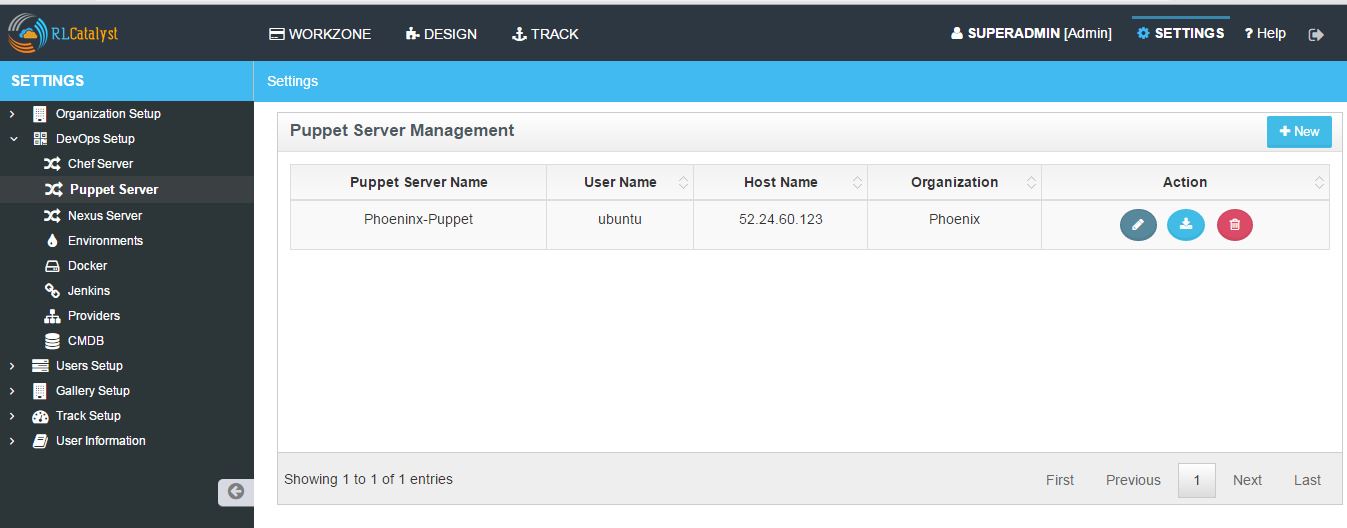 RLCatalyst WORKZONE DESIGN TRACK SUPERADMIN [Admin] SETTINGS ? Help
SETTINGS
Settings
Organization Setup
DevOps Setup
Chef Server
Puppet Server
Nexus Server
Environments
Docker
Jenkins
Providers
CMDB
Users Setup
Gallery Setup
Track Setup
User Information
Puppet Server Management
+ New
Puppet Server Name User Name Host Name Organization Action
Phoeninx-Puppet ubuntu 52.24.60.123 Phoenix
Showing 1 to 1 of 1 entries
First Previous 1 Next Last